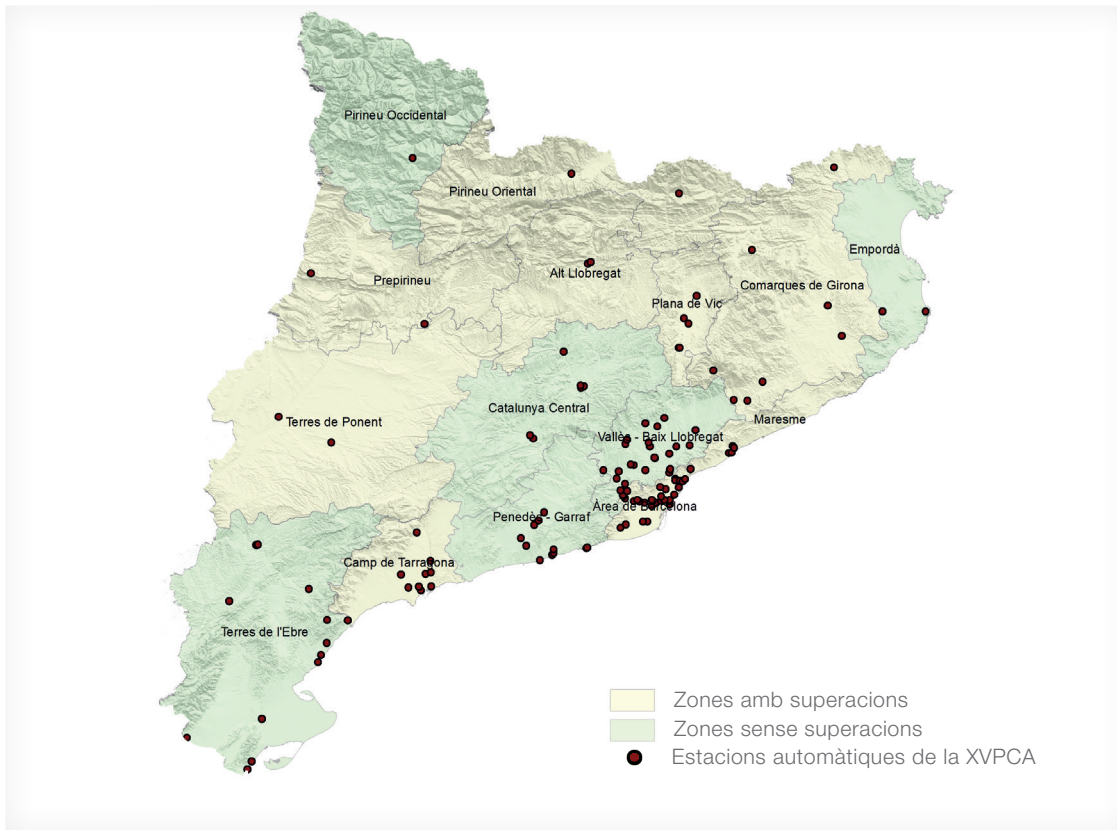 Pirineu Occidental
Pirineu Oriental
Empordà
Alt Llobregat
Prepirineu
Comarques de Girona
Plana de Vic
Catalunya Central
Maresme
Terres de Ponent
Vallès - Baix Llobregat
Àrea de Barcelona
Penedès - Garraf
Camp de Tarragona
Terres de l'Ebre
Zones amb superacions
Zones sense superacions
Estacions automàtiques de la XVPCA